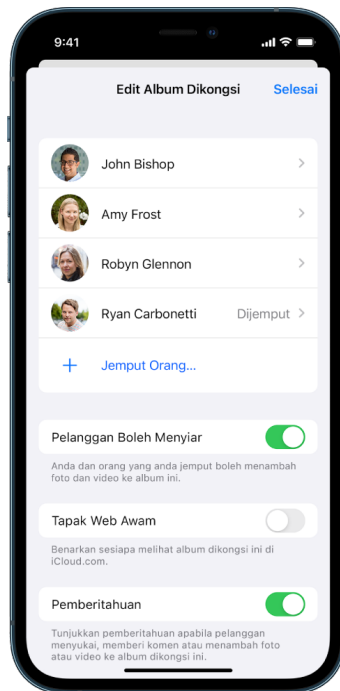 9:41
Edit Album Dikongsi Selesai
John Bishop
Amy Frost
Robyn Glennon
Ryan Carbonetti Dijemput
Jemput Orang...
Pelanggan Boleh Menyiar
Anda dan orang yang anda jemput boleh menambah
foto dan video ke album ini.
Tapak Web Awam
Benarkan sesiapa melihat album dikongsi ini di
iCloud.com.
Pemberitahuan
Tunjukkan pemberitahuan apabila pelanggan
menyukai, memberi komen atau menambah foto
atau video ke album dikongsi ini.